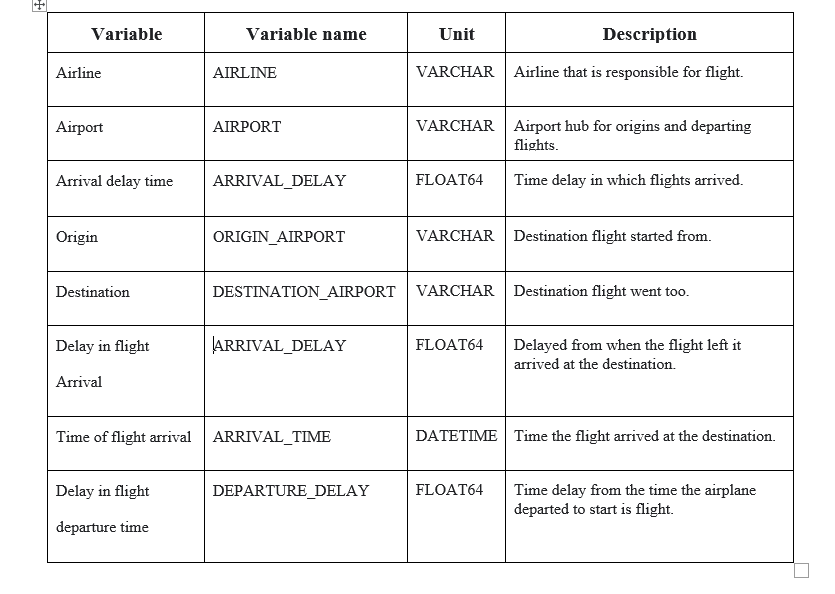 Variable Variable name Unit Description
Airline AIRLINE VARCHAR Airline that is responsible for flight.
Airport AIRPORT VARCHAR Airport hub for origins and departing
flights.
Arrival delay time ARRIVAL_DELAY FLOAT64 Time delay in which flights arrived.
Origin ORIGIN_AIRPORT VARCHAR Destination flight started from.
Destination DESTINATION_AIRPORT VARCHAR Destination flight went too.
Delay in flight ARRIVAL_DELAY FLOAT64 Delayed from when the flight left it
arrived at the destination.
Arrival
Time of flight arrival ARRIVAL_TIME DATETIME Time the flight arrived at the destination.
Delay in flight DEPARTURE_DELAY FLOAT64 Time delay from the time the airplane
departed to start is flight.
departure time